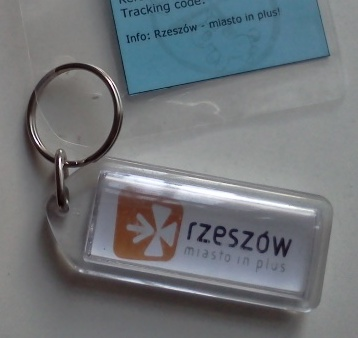 Tracking code:
Info: Rzeszów - miasto in plus!
rzeszów
miasto in plus